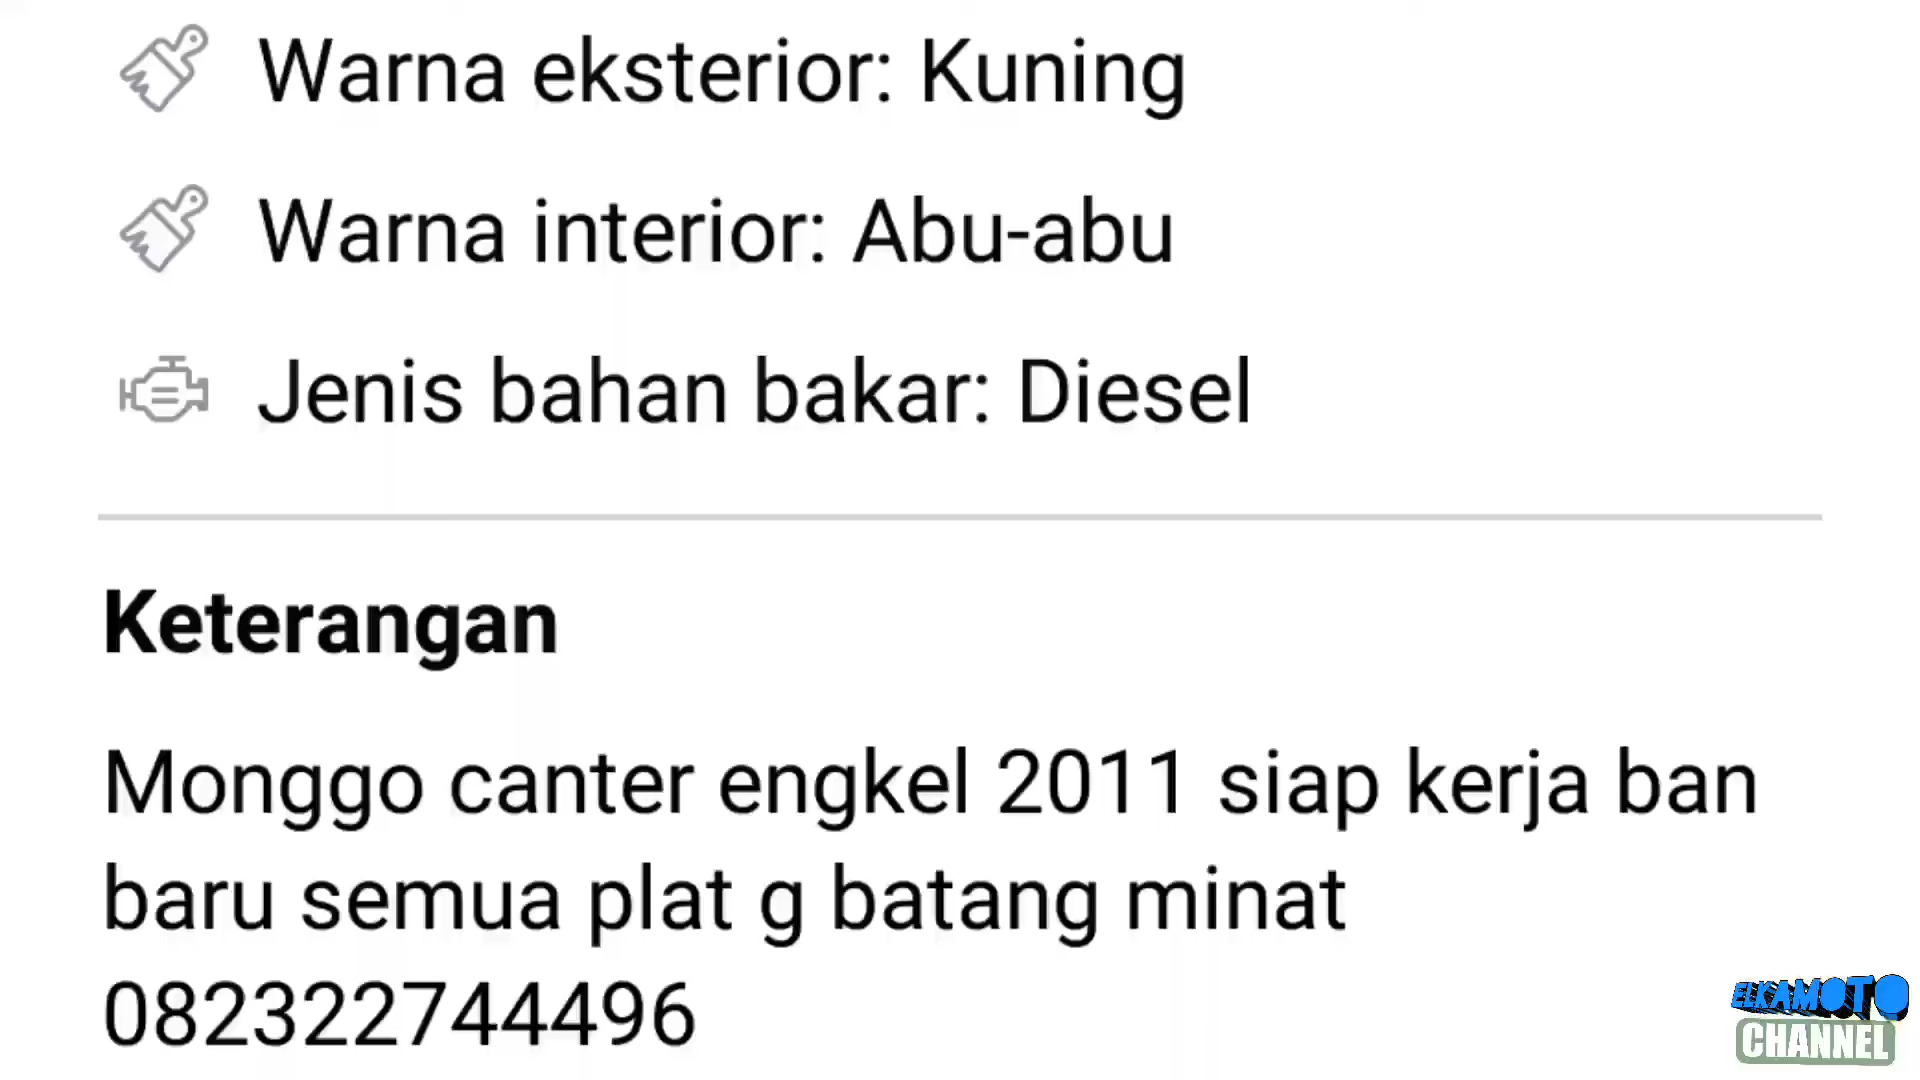 Warna eksterior: Kuning
Warna interior: Abu-abu
Jenis bahan bakar: Diesel
Keterangan
Monggo canter engkel 2011 siap kerja ban
baru semua plat g batang minat
082322744496
ELKAMOTO
CHANNEL